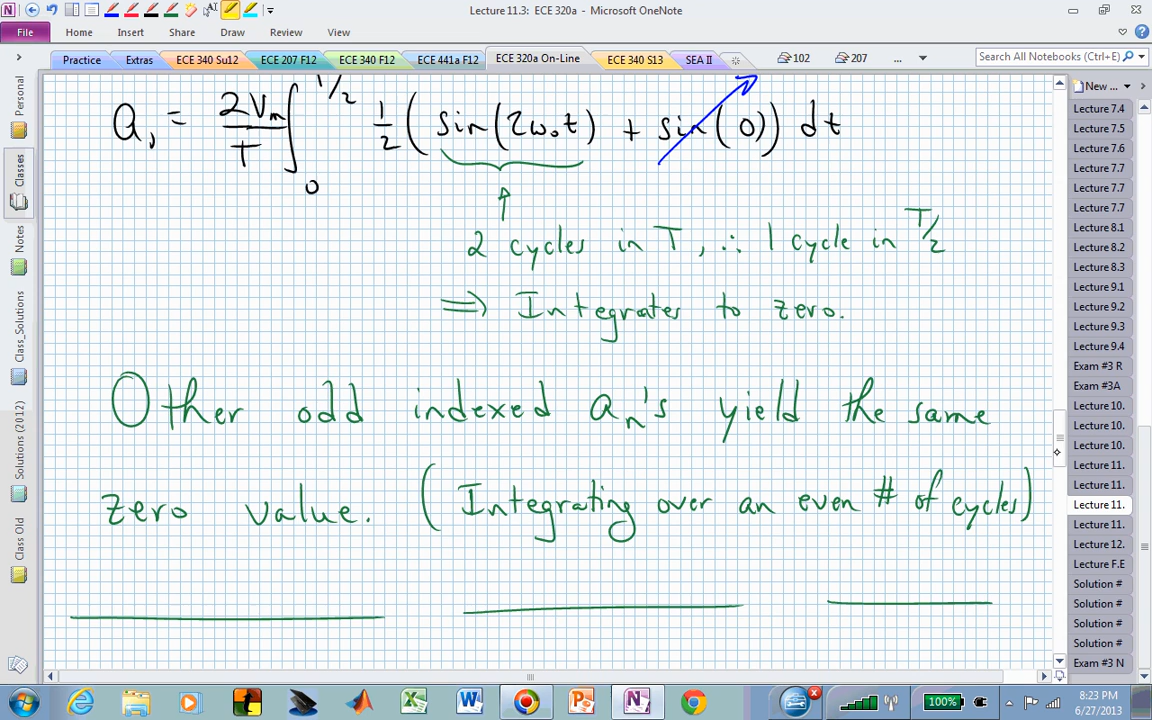 Lecture 11.3: ECE 320a - Microsoft OneNote
File Home Insert Share Draw Review View
Practice Extras ECE 340 Su12 ECE 207 F12 ECE 340 F12 ECE 441a F12 ECE 320a On-Line ECE 340 S13 SEA II 102 207 ... Search All Notebooks (Ctrl+E)
Personal
Classes
Notes
Class_Solutions
Solutions (2012)
Class Old
a₁ = 2Vm/T ∫₀^T/2 1/2 (sin(2ω₀t) + sin(0)) dt
2 cycles in T, ∴ 1 cycle in T/2
⇒ Integrates to zero.
Other odd indexed an's yield the same
zero value. (Integrating over an even # of cycles)
New ...
Lecture 7.4
Lecture 7.5
Lecture 7.6
Lecture 7.7
Lecture 7.7
Lecture 7.7
Lecture 8.1
Lecture 8.2
Lecture 8.3
Lecture 9.1
Lecture 9.2
Lecture 9.3
Lecture 9.4
Exam #3 R
Exam #3A
Lecture 10.
Lecture 10.
Lecture 10.
Lecture 11.
Lecture 11.
Lecture 11.
Lecture 11.
Lecture 12.
Lecture F.E
Solution #
Solution #
Solution #
Solution #
Exam #3 N
100%
8:23 PM
6/27/2013